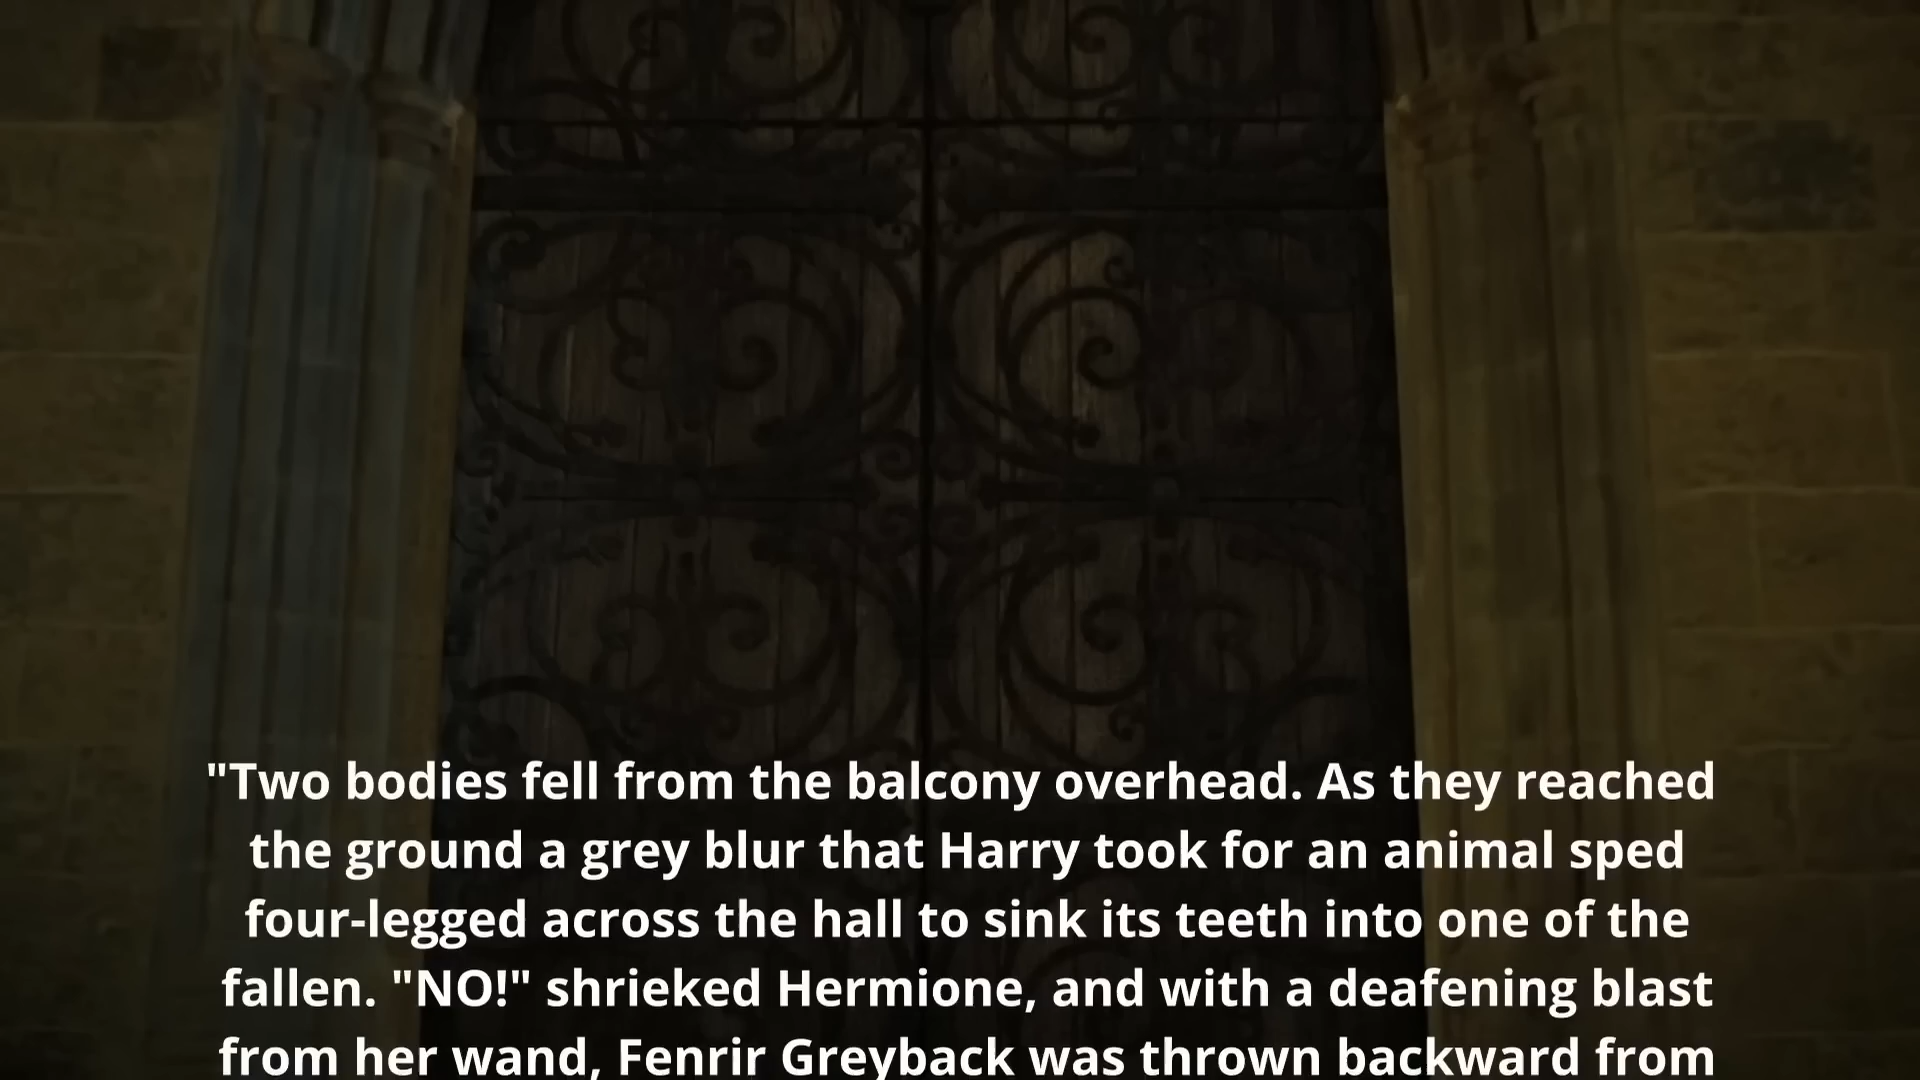 "Two bodies fell from the balcony overhead. As they reached
the ground a grey blur that Harry took for an animal sped
four-legged across the hall to sink its teeth into one of the
fallen. "NO!" shrieked Hermione, and with a deafening blast
from her wand, Fenrir Greyback was thrown backward from